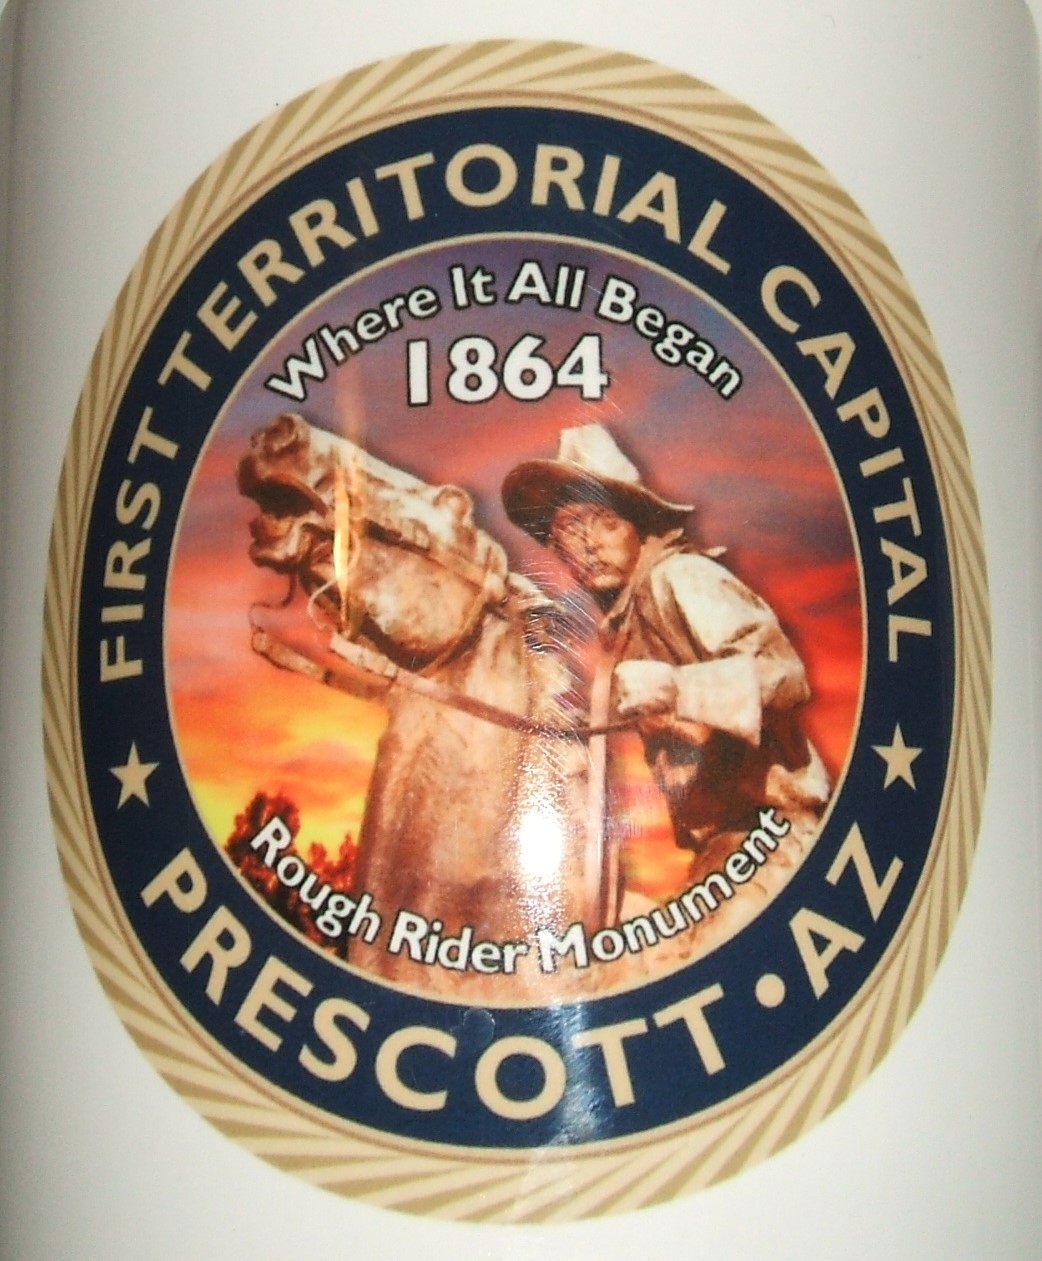 FIRST TERRITORIAL CAPITAL
Where It All Began
1864
Rough Rider Monument
PRESCOTT • AZ